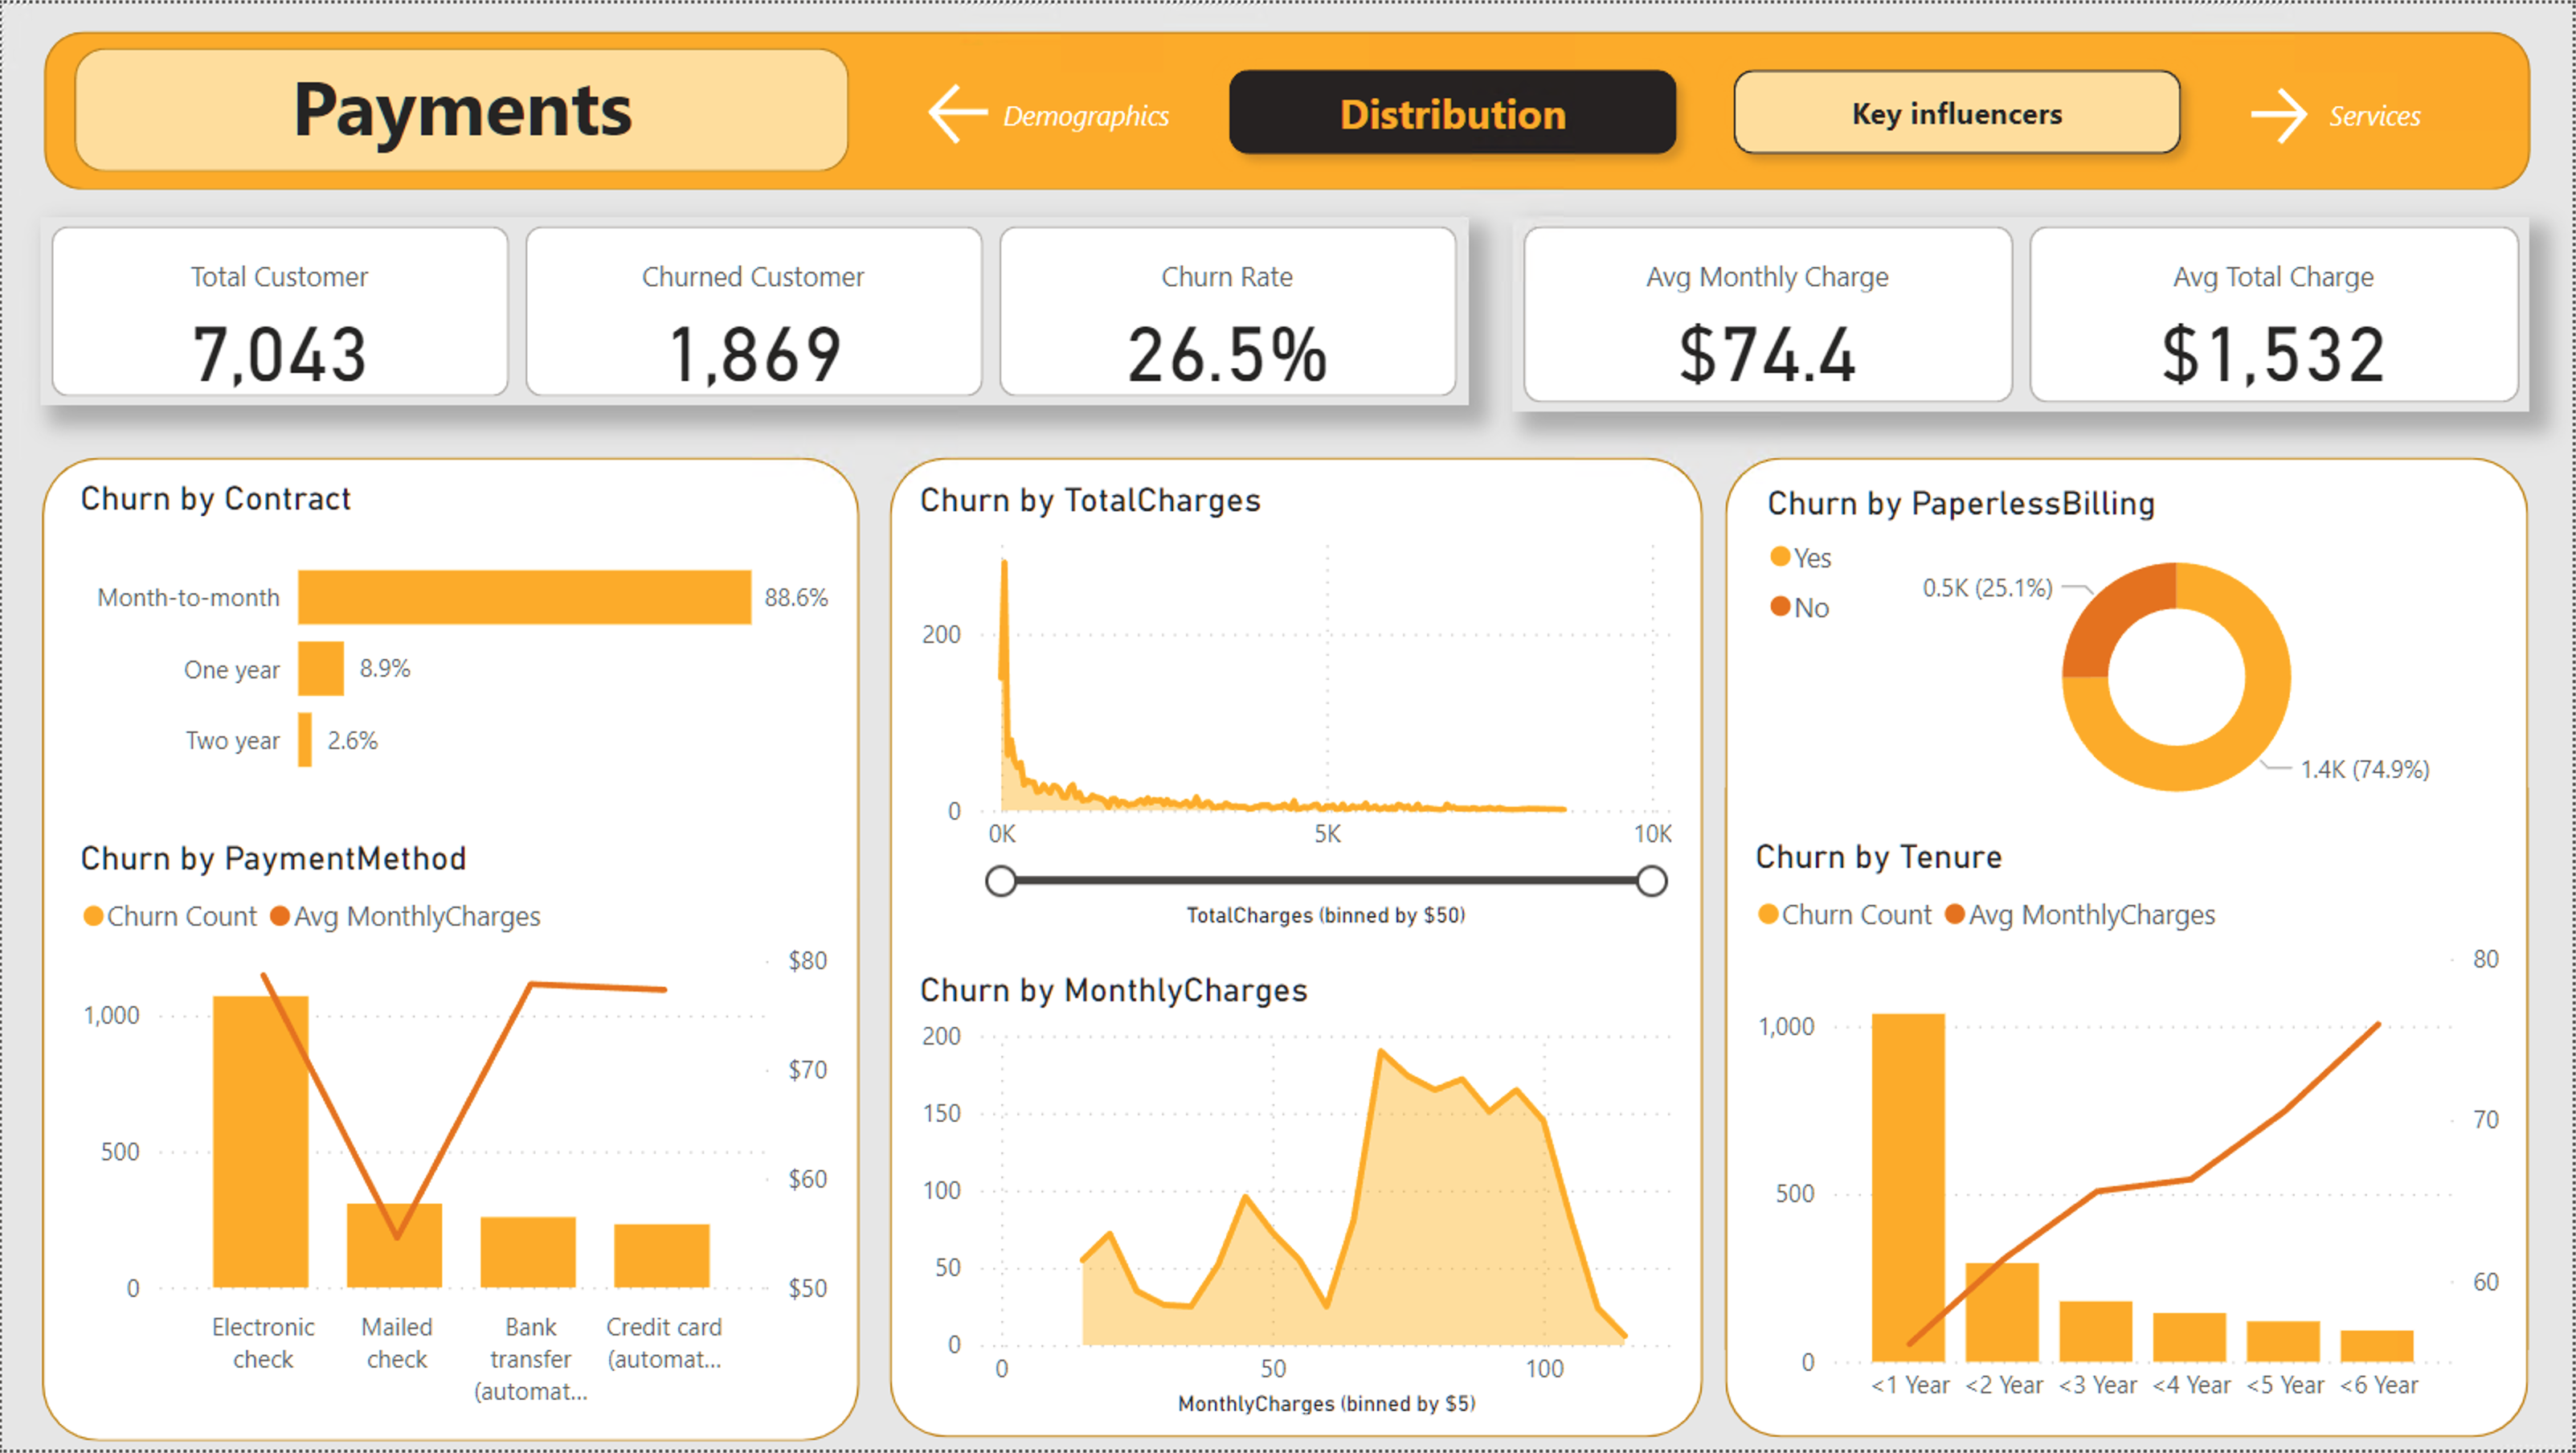 Payments
Demographics
Distribution
Key influencers
Services
Total Customer
7,043
Churned Customer
1,869
Churn Rate
26.5%
Avg Monthly Charge
$74.4
Avg Total Charge
$1,532
Churn by Contract
Month-to-month
88.6%
One year
8.9%
Two year
2.6%
Churn by PaymentMethod
Churn Count
Avg MonthlyCharges
1,000
500
0
$80
$70
$60
$50
Electronic
check
Mailed
check
Bank
transfer
(automat...
Credit card
(automat...
Churn by TotalCharges
200
0
0K
5K
10K
TotalCharges (binned by $50)
Churn by MonthlyCharges
200
150
100
50
0
0
50
100
MonthlyCharges (binned by $5)
Churn by PaperlessBilling
Yes
No
0.5K (25.1%)
1.4K (74.9%)
Churn by Tenure
Churn Count
Avg MonthlyCharges
1,000
500
0
80
70
60
<1 Year
<2 Year
<3 Year
<4 Year
<5 Year
<6 Year